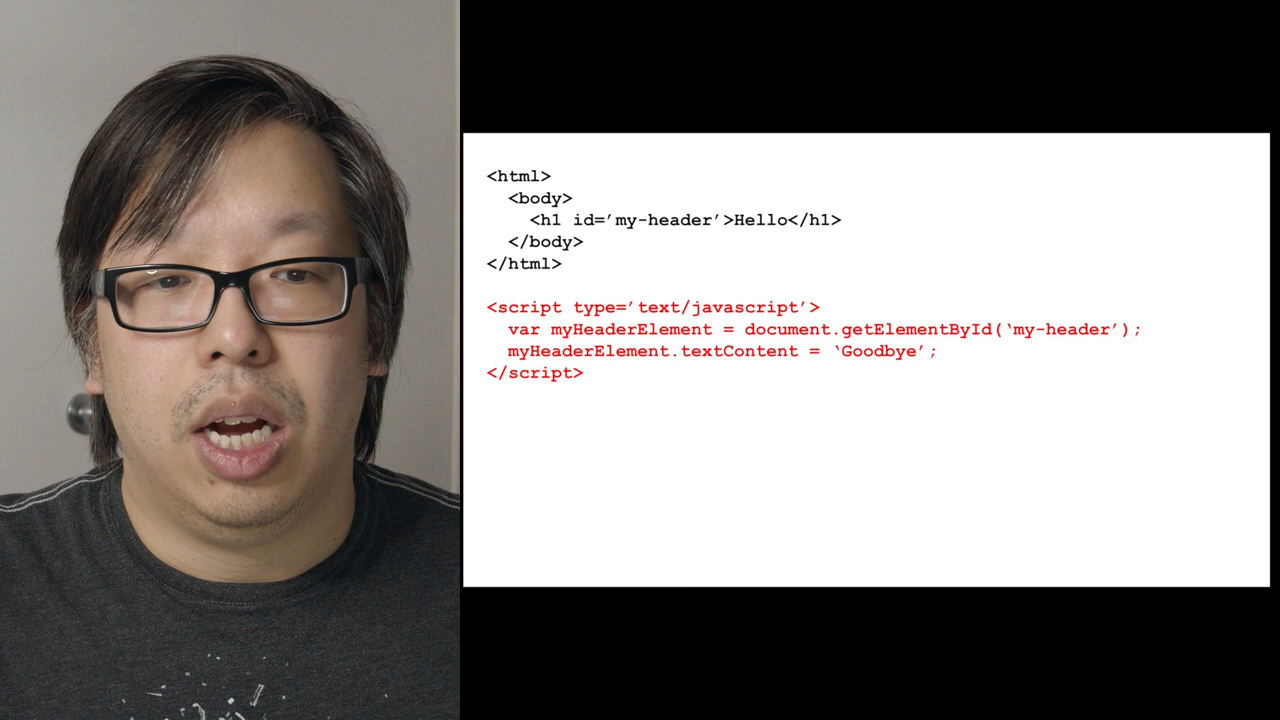 <html>
<body>
<h1 id=’my-header’>Hello</h1>
</body>
</html>
<script type=’text/javascript’>
var myHeaderElement = document.getElementById(‘my-header’);
myHeaderElement.textContent = ‘Goodbye’;
</script>